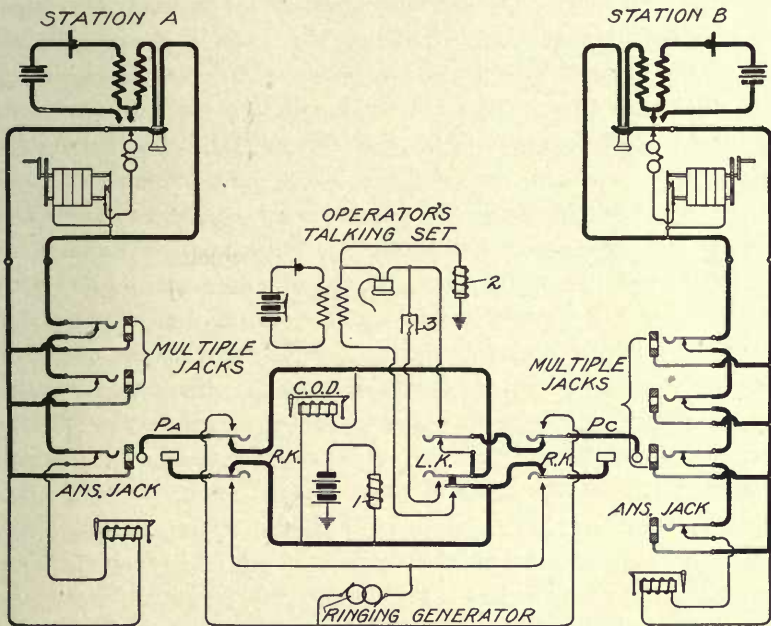 STATION A
STATION B
OPERATOR'S
TALKING SET
2
3
MULTIPLE
JACKS
C.O.D.
MULTIPLE
JACKS
PA
R.K.
L.K.
R.K.
PC
1
ANS. JACK
ANS. JACK
RINGING GENERATOR